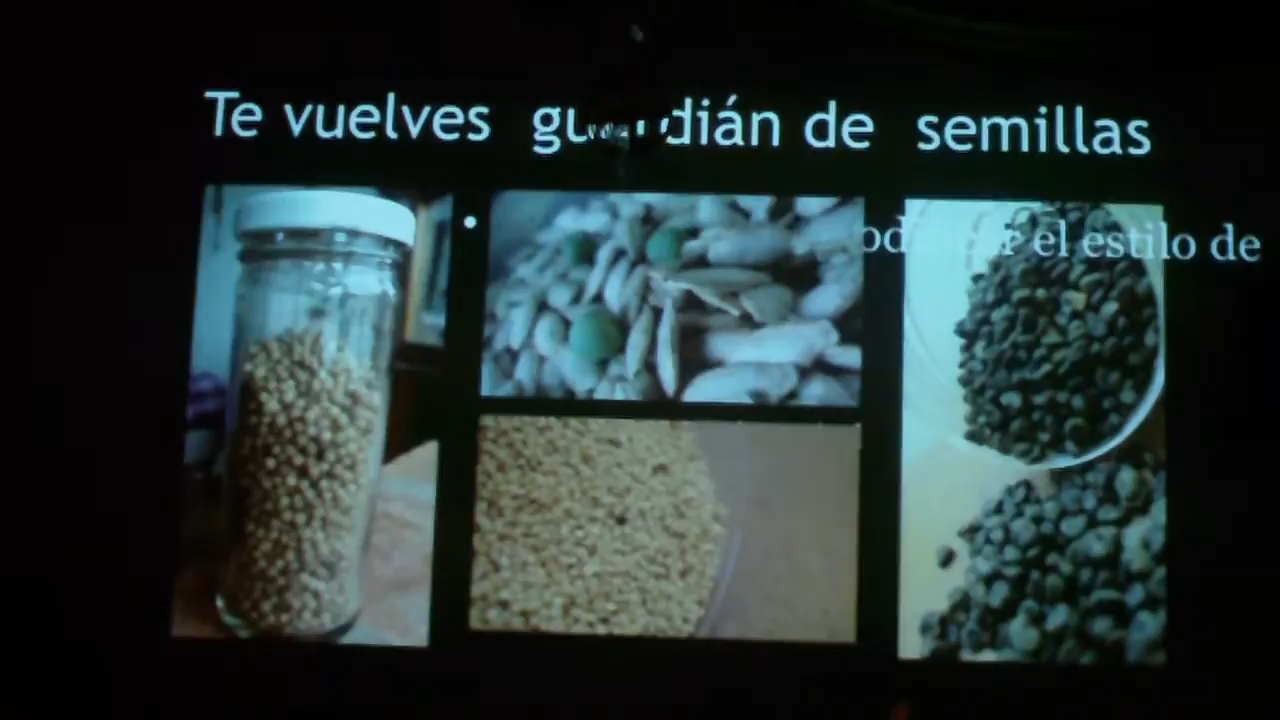 Te vuelves guardián de semillas
• el estilo de